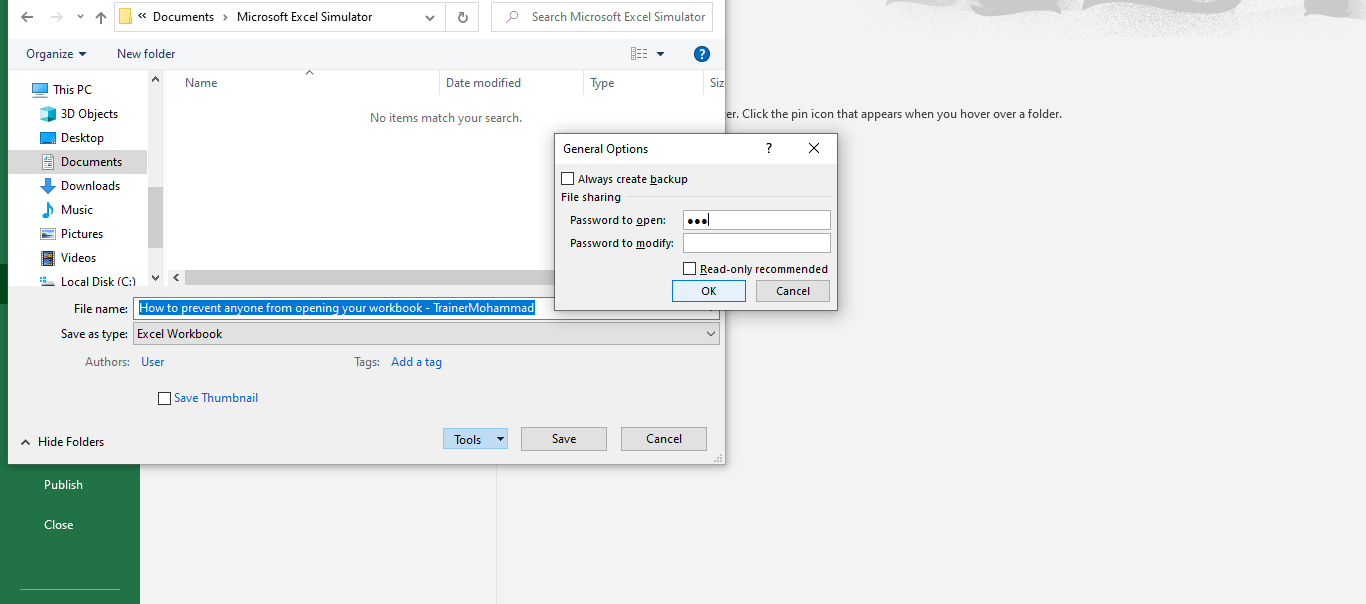 « Documents › Microsoft Excel Simulator
Search Microsoft Excel Simulator
Organize
New folder
?
This PC
3D Objects
Desktop
Documents
Downloads
Music
Pictures
Videos
Local Disk (C:)
Name
Date modified
Type
Siz
No items match your search.
er. Click the pin icon that appears when you hover over a folder.
General Options
?
Always create backup
File sharing
Password to open: ●●●
Password to modify:
Read-only recommended
OK
Cancel
File name: How to prevent anyone from opening your workbook - TrainerMohammad
Save as type: Excel Workbook
Authors: User
Tags: Add a tag
Save Thumbnail
Hide Folders
Tools
Save
Cancel
Publish
Close